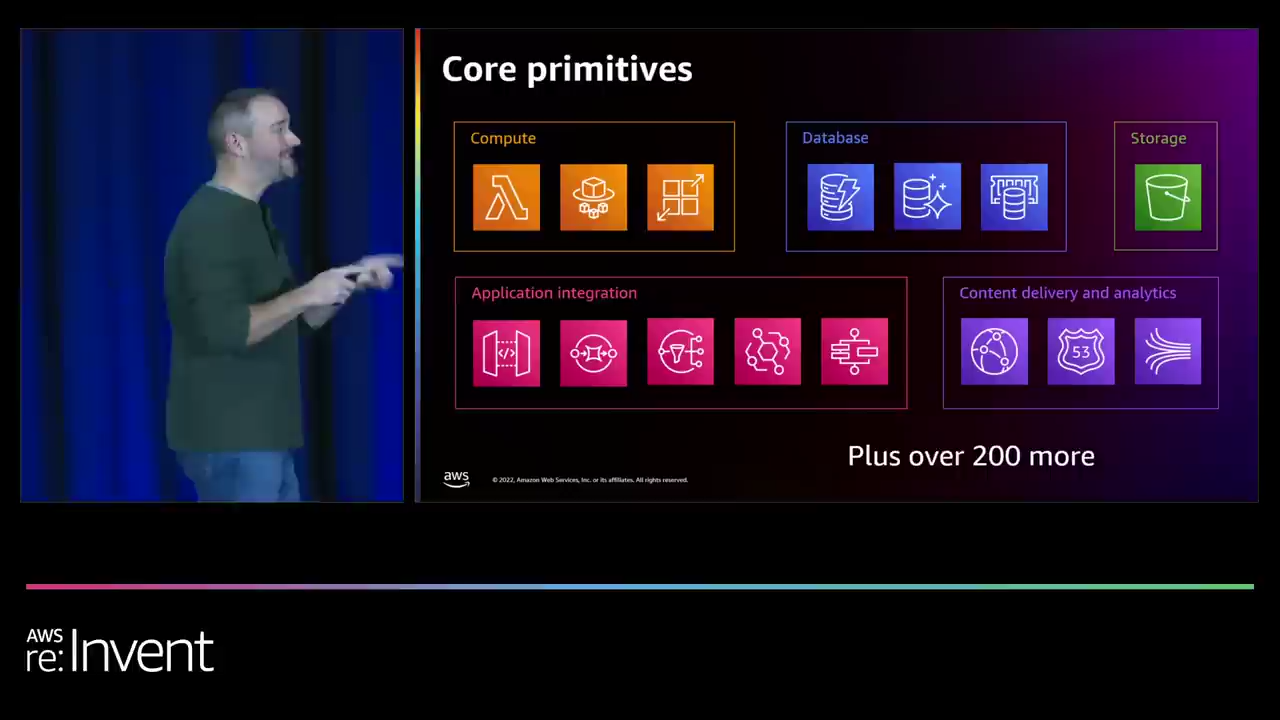 Core primitives
Compute
Database
Storage
Application integration
Content delivery and analytics
</>
53
Plus over 200 more
aws
© 2022, Amazon Web Services, Inc. or its affiliates. All rights reserved.
AWS
re:Invent